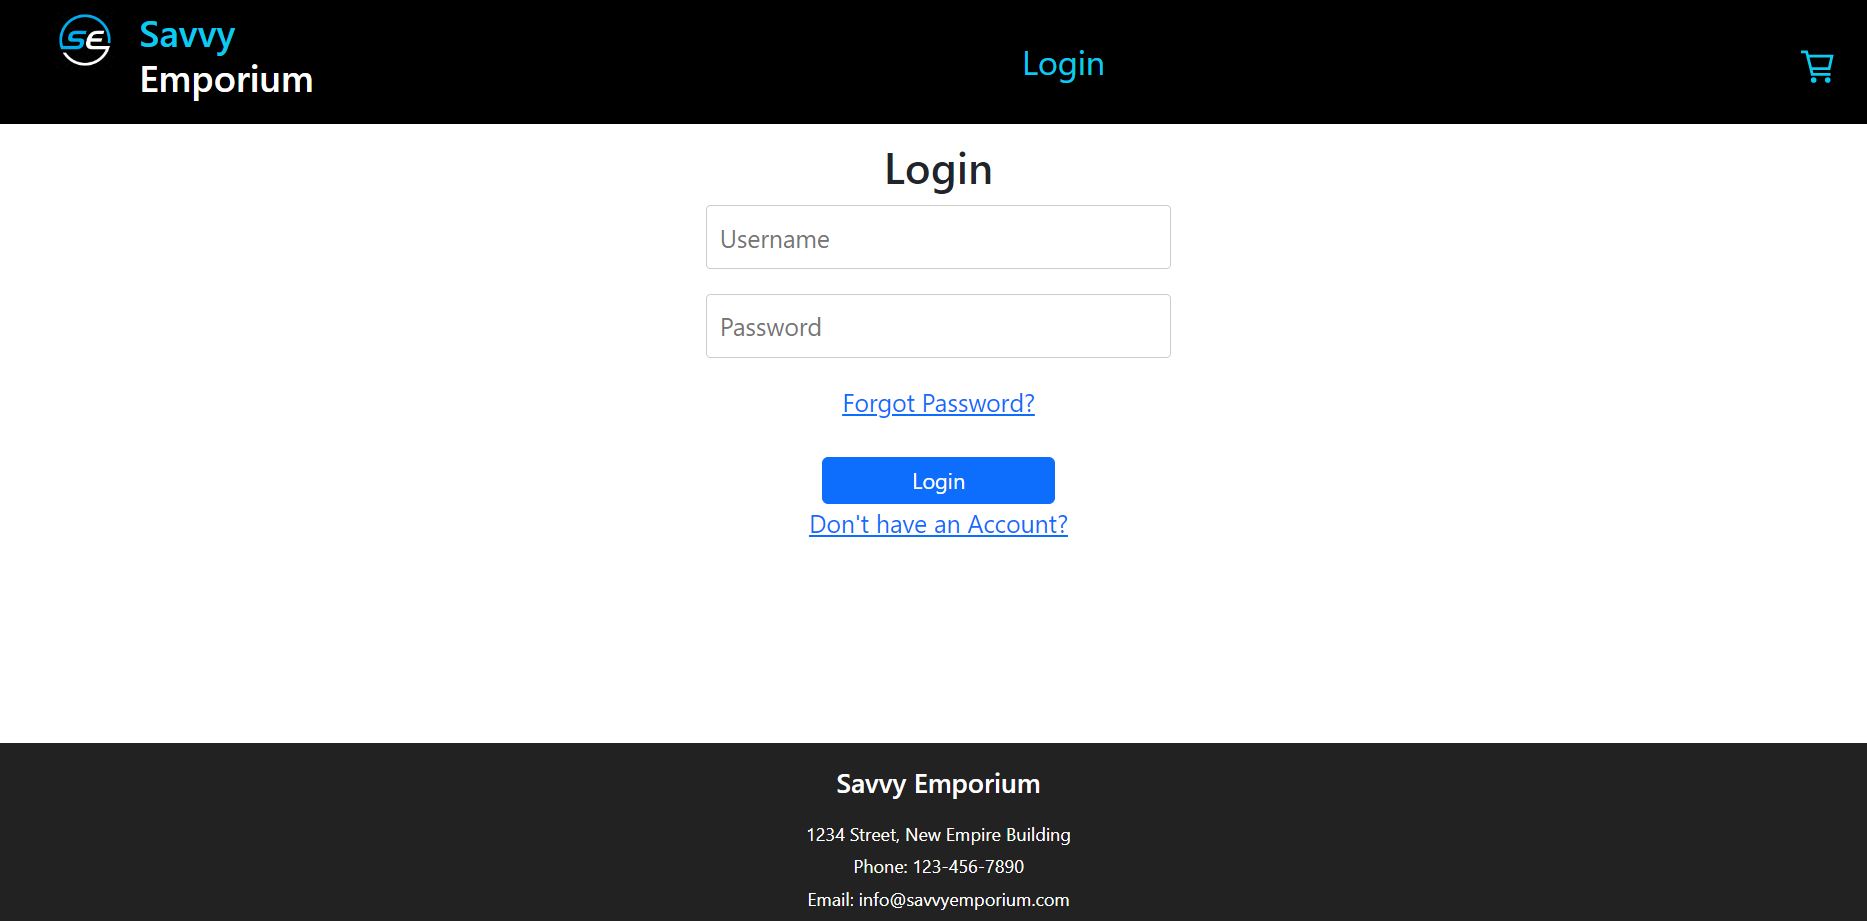 SE
Savvy
Emporium
Login
Login
Username
Password
Forgot Password?
Login
Don't have an Account?
Savvy Emporium
1234 Street, New Empire Building
Phone: 123-456-7890
Email: info@savvyemporium.com